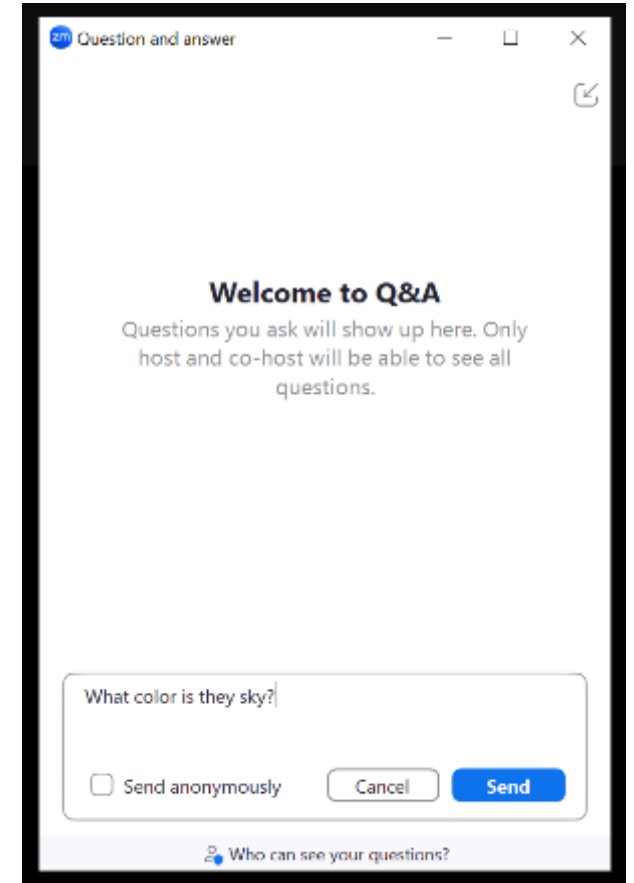 zm Question and answer
Welcome to Q&A
Questions you ask will show up here. Only
host and co-host will be able to see all
questions.
What color is they sky?
Send anonymously Cancel Send
Who can see your questions?